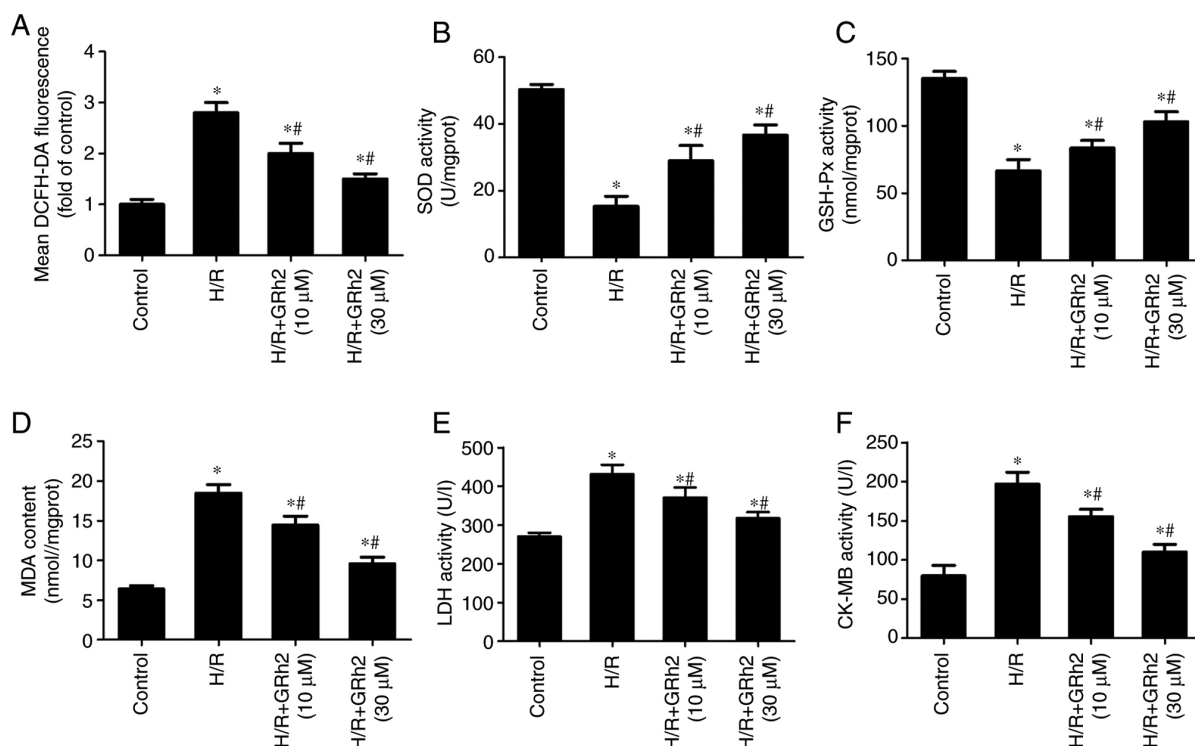 A
Mean DCFH-DA fluorescence
(fold of control)
4
3
2
1
0
*
*#
*#
Control
H/R
H/R+GRh2
(10 µM)
H/R+GRh2
(30 µM)
B
SOD activity
(U/mgprot)
60
40
20
0
*
*#
*#
Control
H/R
H/R+GRh2
(10 µM)
H/R+GRh2
(30 µM)
C
GSH-Px activity
(nmol/mgprot)
150
100
50
0
*
*#
*#
Control
H/R
H/R+GRh2
(10 µM)
H/R+GRh2
(30 µM)
D
MDA content
(nmol//mgprot)
25
20
15
10
5
0
*
*#
*#
Control
H/R
H/R+GRh2
(10 µM)
H/R+GRh2
(30 µM)
E
LDH activity (U/l)
500
400
300
200
100
0
*
*#
*#
Control
H/R
H/R+GRh2
(10 µM)
H/R+GRh2
(30 µM)
F
CK-MB activity (U/l)
250
200
150
100
50
0
*
*#
*#
Control
H/R
H/R+GRh2
(10 µM)
H/R+GRh2
(30 µM)